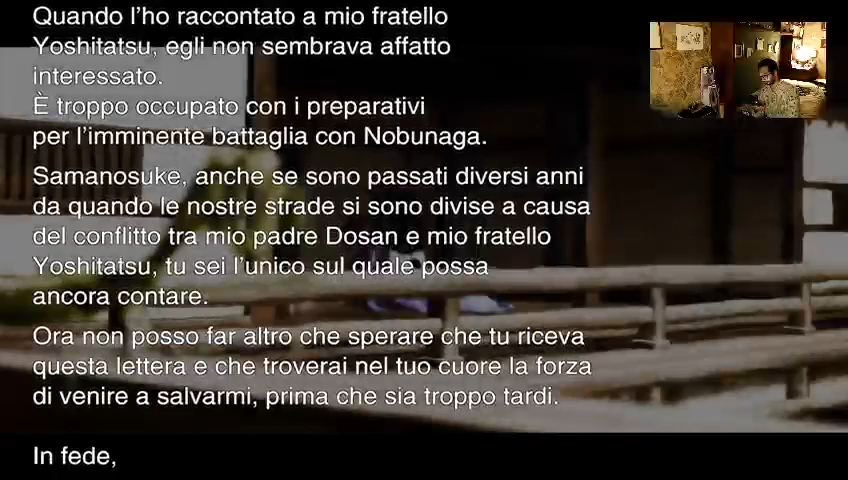 Quando l'ho raccontato a mio fratello
Yoshitatsu, egli non sembrava affatto
interessato.
È troppo occupato con i preparativi
per l'imminente battaglia con Nobunaga.
Samanosuke, anche se sono passati diversi anni
da quando le nostre strade si sono divise a causa
del conflitto tra mio padre Dosan e mio fratello
Yoshitatsu, tu sei l'unico sul quale possa
ancora contare.
Ora non posso far altro che sperare che tu riceva
questa lettera e che troverai nel tuo cuore la forza
di venire a salvarmi, prima che sia troppo tardi.
In fede,